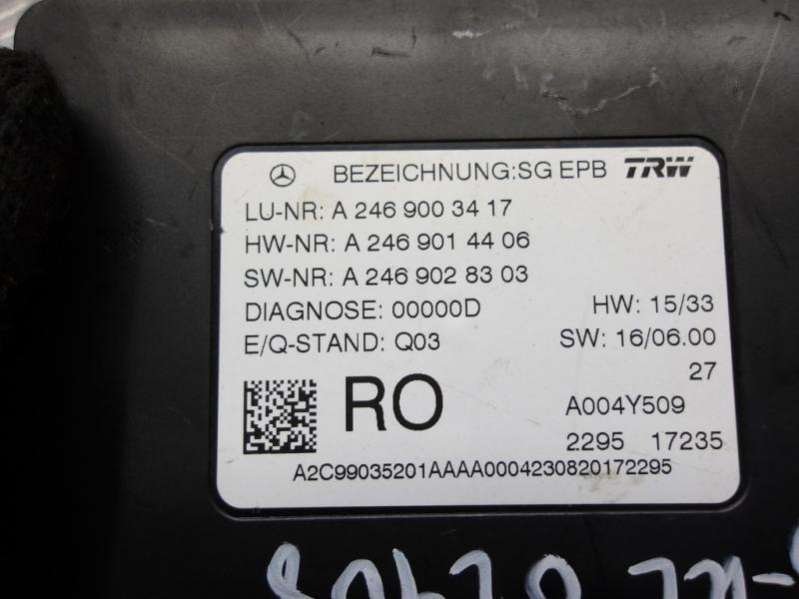 BEZEICHNUNG:SG EPB TRW
LU-NR: A 246 900 34 17
HW-NR: A 246 901 44 06
SW-NR: A 246 902 83 03
DIAGNOSE: 00000D HW: 15/33
E/Q-STAND: Q03 SW: 16/06.00
27
RO A004Y509
2295 17235
A2C99035201AAAA0004230820172295